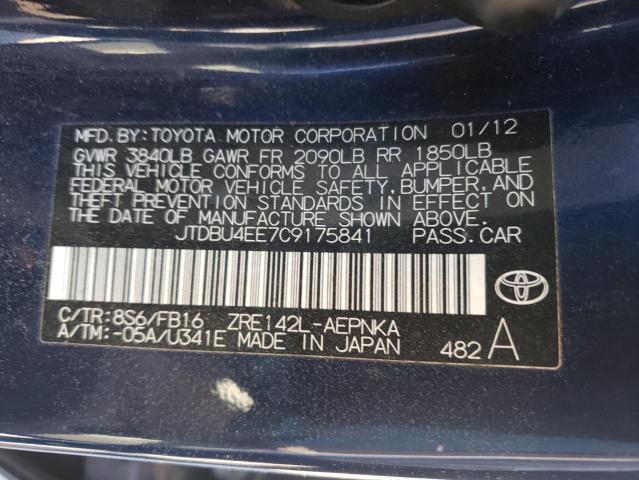 MFD.BY:TOYOTA MOTOR CORPORATION 01/12
GVWR 3840LB GAWR FR 2090LB RR 1850LB
THIS VEHICLE CONFORMS TO ALL APPLICABLE
FEDERAL MOTOR VEHICLE SAFETY,BUMPER,AND
THEFT PREVENTION STANDARDS IN EFFECT ON
THE DATE OF MANUFACTURE SHOWN ABOVE.
JTDBU4EE7C9175841 PASS.CAR
C/TR:8S6/FB16 ZRE142L-AEPNKA
A/TM:-05A/U341E MADE IN JAPAN 482 A